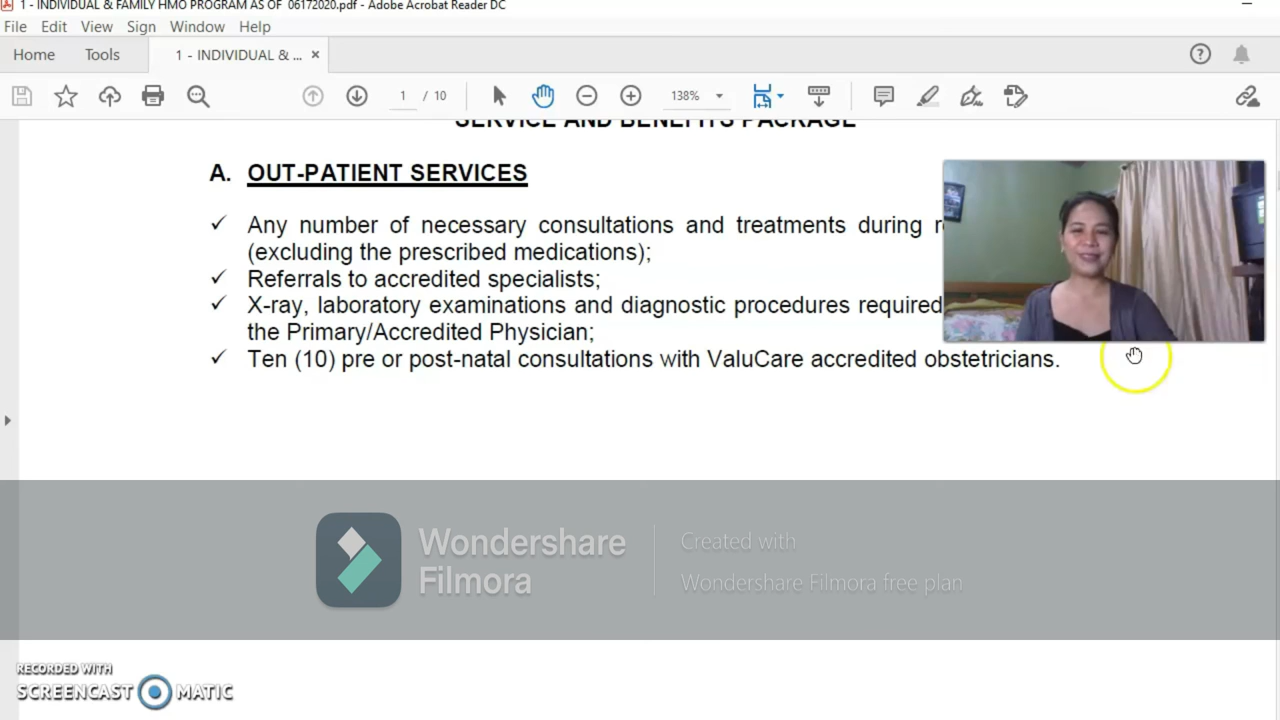 1 - INDIVIDUAL & FAMILY HMO PROGRAM AS OF 06172020.pdf - Adobe Acrobat Reader DC
File Edit View Sign Window Help
Home Tools 1 - INDIVIDUAL & ... ×
1 / 10 138%
SERVICE AND BENEFITS PACKAGE
A. OUT-PATIENT SERVICES
✓ Any number of necessary consultations and treatments during
(excluding the prescribed medications);
✓ Referrals to accredited specialists;
✓ X-ray, laboratory examinations and diagnostic procedures required
the Primary/Accredited Physician;
✓ Ten (10) pre or post-natal consultations with ValuCare accredited obstetricians.
Wondershare
Filmora
Created with
Wondershare Filmora free plan
RECORDED WITH
SCREENCAST MATIC